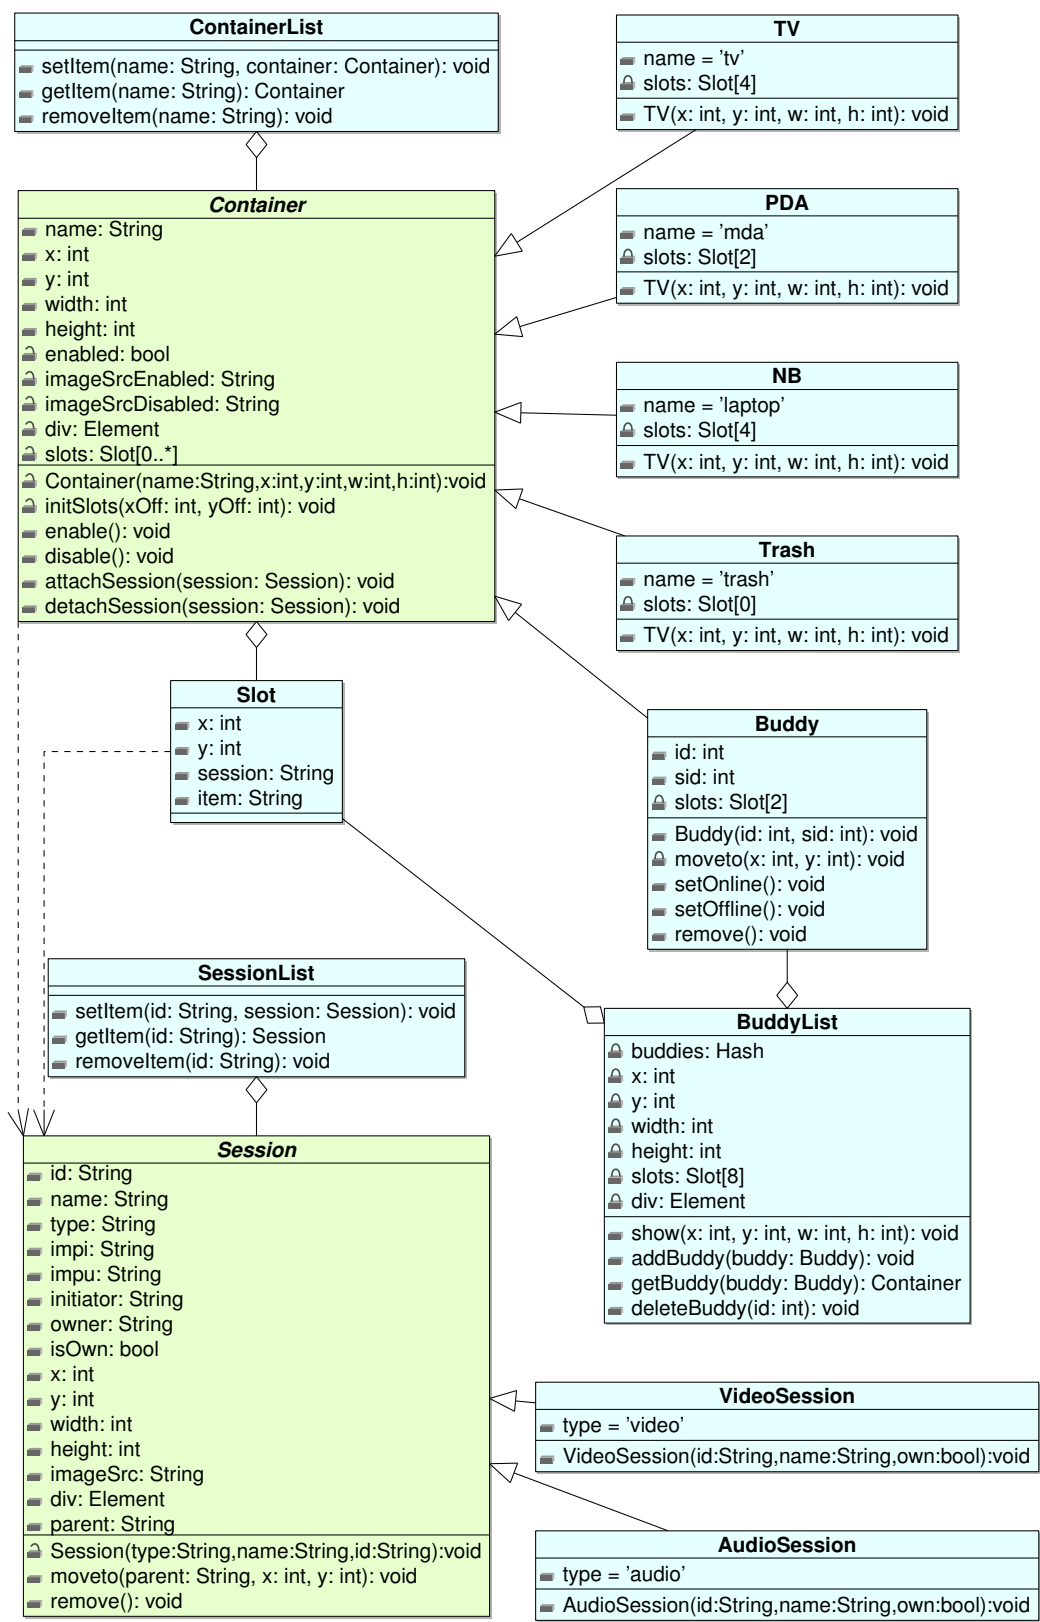 ContainerList
setItem(name: String, container: Container): void
getItem(name: String): Container
removeItem(name: String): void
Container
name: String
x: int
y: int
width: int
height: int
enabled: bool
imageSrcEnabled: String
imageSrcDisabled: String
div: Element
slots: Slot[0..*]
Container(name:String,x:int,y:int,w:int,h:int):void
initSlots(xOff: int, yOff: int): void
enable(): void
disable(): void
attachSession(session: Session): void
detachSession(session: Session): void
TV
name = 'tv'
slots: Slot[4]
TV(x: int, y: int, w: int, h: int): void
PDA
name = 'mda'
slots: Slot[2]
TV(x: int, y: int, w: int, h: int): void
NB
name = 'laptop'
slots: Slot[4]
TV(x: int, y: int, w: int, h: int): void
Trash
name = 'trash'
slots: Slot[0]
TV(x: int, y: int, w: int, h: int): void
Slot
x: int
y: int
session: String
item: String
Buddy
id: int
sid: int
slots: Slot[2]
Buddy(id: int, sid: int): void
moveto(x: int, y: int): void
setOnline(): void
setOffline(): void
remove(): void
SessionList
setItem(id: String, session: Session): void
getItem(id: String): Session
removeItem(id: String): void
BuddyList
buddies: Hash
x: int
y: int
width: int
height: int
slots: Slot[8]
div: Element
show(x: int, y: int, w: int, h: int): void
addBuddy(buddy: Buddy): void
getBuddy(buddy: Buddy): Container
deleteBuddy(id: int): void
Session
id: String
name: String
type: String
impi: String
impu: String
initiator: String
owner: String
isOwn: bool
x: int
y: int
width: int
height: int
imageSrc: String
div: Element
parent: String
Session(type:String,name:String,id:String):void
moveto(parent: String, x: int, y: int): void
remove(): void
VideoSession
type = 'video'
VideoSession(id:String,name:String,own:bool):void
AudioSession
type = 'audio'
AudioSession(id:String,name:String,own:bool):void